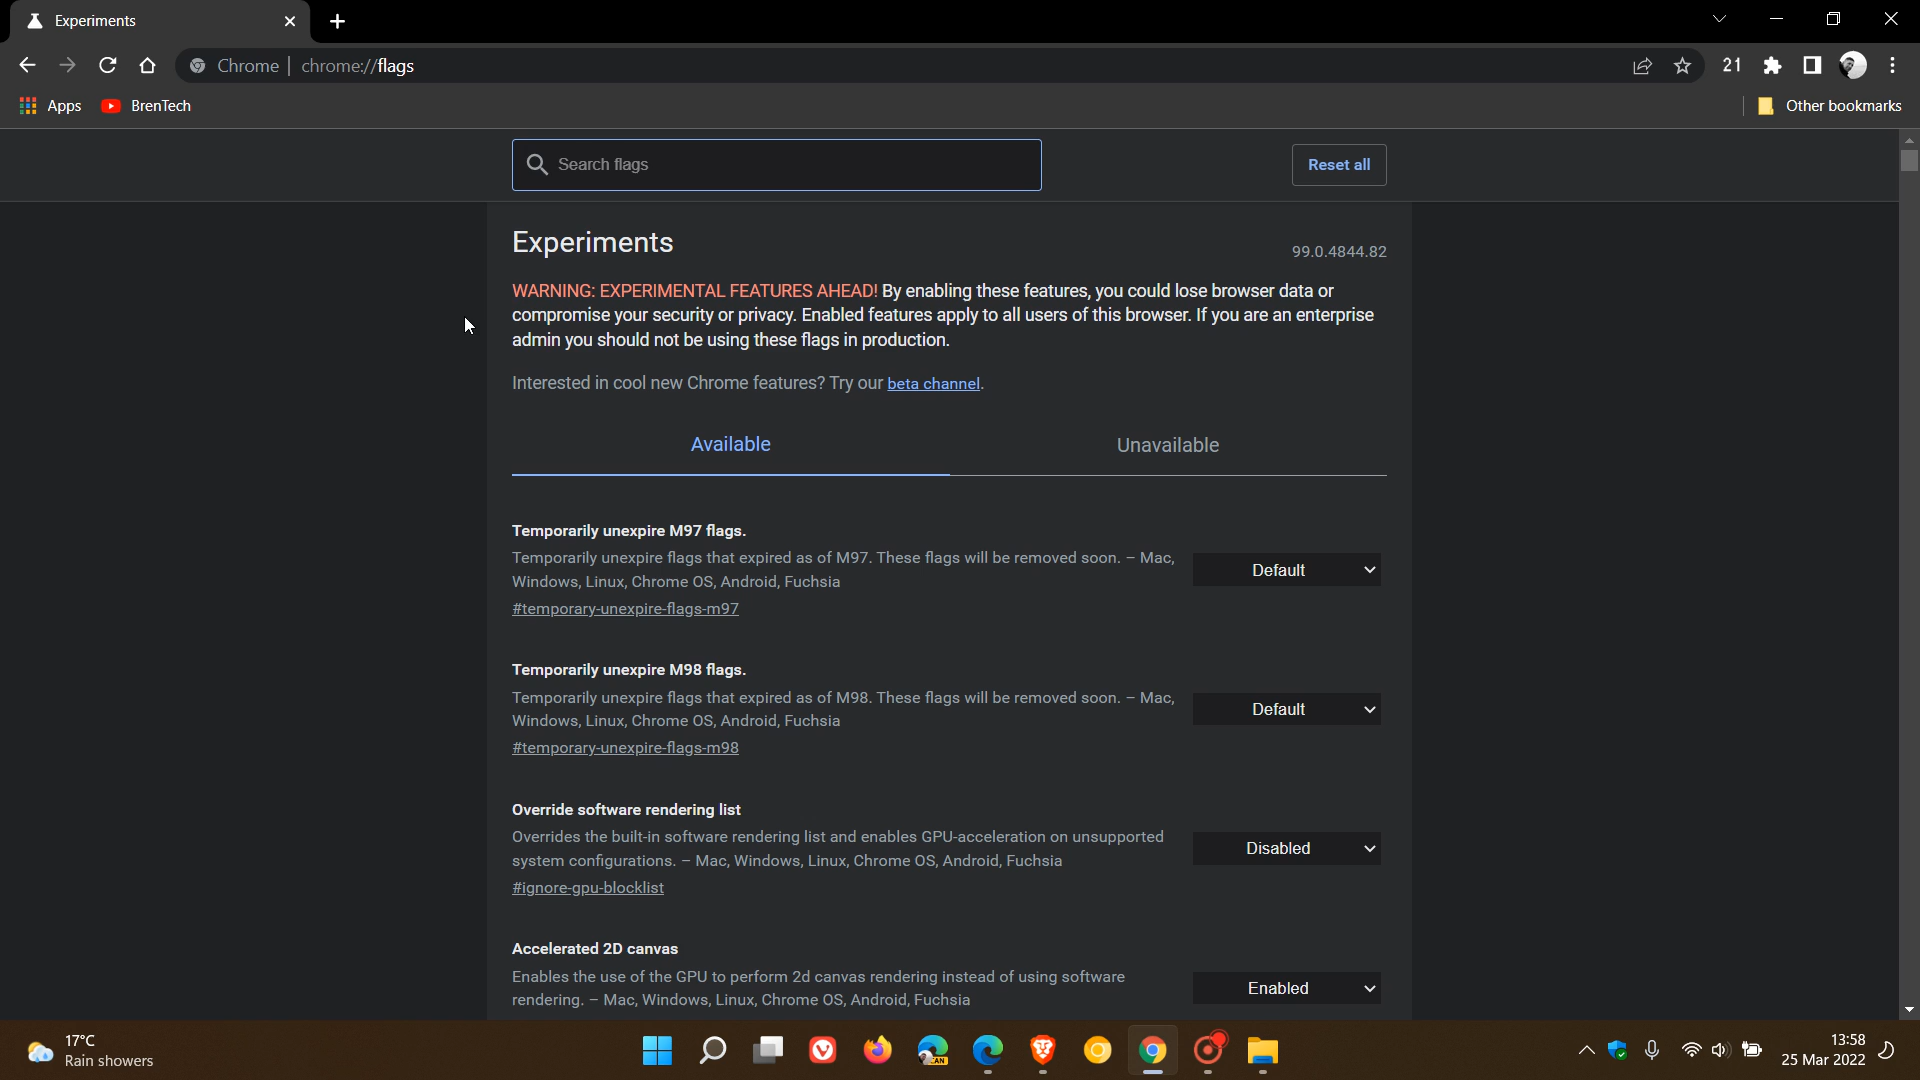 Experiments
Chrome | chrome://flags
21
Apps
BrenTech
Other bookmarks
Search flags
Reset all
Experiments
99.0.4844.82
WARNING: EXPERIMENTAL FEATURES AHEAD! By enabling these features, you could lose browser data or
compromise your security or privacy. Enabled features apply to all users of this browser. If you are an enterprise
admin you should not be using these flags in production.
Interested in cool new Chrome features? Try our beta channel.
Available
Unavailable
Temporarily unexpire M97 flags.
Temporarily unexpire flags that expired as of M97. These flags will be removed soon. – Mac,
Windows, Linux, Chrome OS, Android, Fuchsia
#temporary-unexpire-flags-m97
Default
Temporarily unexpire M98 flags.
Temporarily unexpire flags that expired as of M98. These flags will be removed soon. – Mac,
Windows, Linux, Chrome OS, Android, Fuchsia
#temporary-unexpire-flags-m98
Default
Override software rendering list
Overrides the built-in software rendering list and enables GPU-acceleration on unsupported
system configurations. – Mac, Windows, Linux, Chrome OS, Android, Fuchsia
#ignore-gpu-blocklist
Disabled
Accelerated 2D canvas
Enables the use of the GPU to perform 2d canvas rendering instead of using software
rendering. – Mac, Windows, Linux, Chrome OS, Android, Fuchsia
Enabled
17°C
Rain showers
CAN
13:58
25 Mar 2022